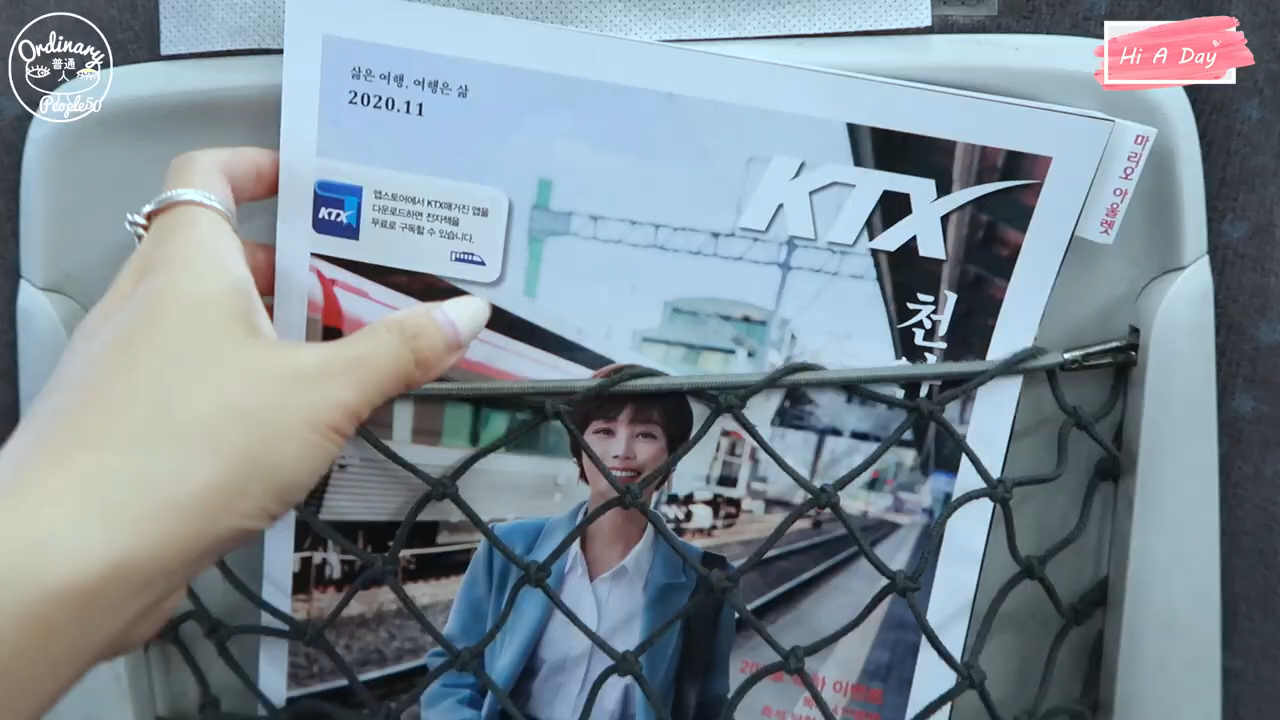 Ordinary
普通
人
People50
Hi A Day
삶은 여행, 여행은 삶
2020.11
KTX
마리오 아울렛
KTX
앱스토어에서 KTX매거진 앱을
다운로드하면 전자책을
무료로 구독할 수 있습니다.
천